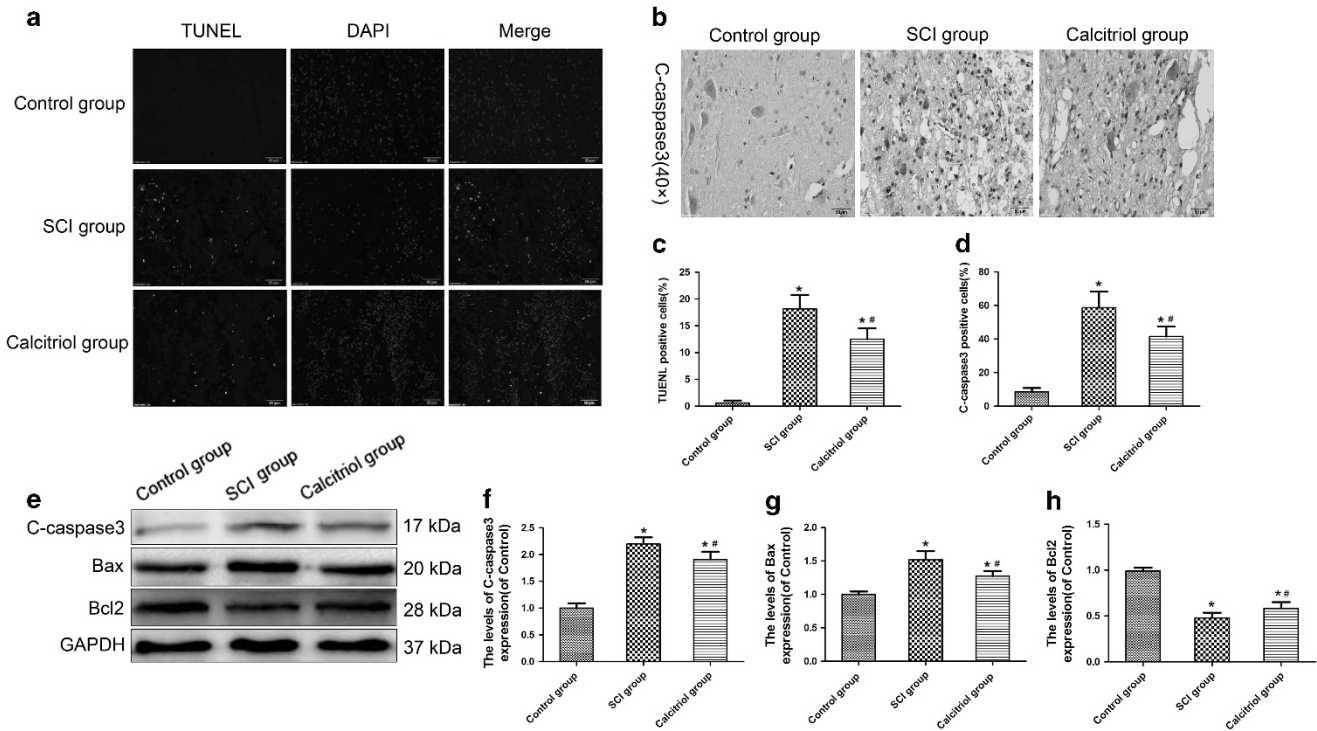 a
TUNEL DAPI Merge
Control group
SCI group
Calcitriol group
b
Control group SCI group Calcitriol group
C-caspase3(40×)
c
TUENL positive cells(%)
25
20
15
10
5
0
*
* #
Control group
SCI group
Calcitriol group
d
C-caspase3 positive cells(%)
80
60
40
20
0
*
* #
Control group
SCI group
Calcitriol group
e
Control group SCI group Calcitriol group
C-caspase3 17 kDa
Bax 20 kDa
Bcl2 28 kDa
GAPDH 37 kDa
f
The levels of C-caspase3
expression(of Control)
2.5
2.0
1.5
1.0
0.5
0.0
*
* #
Control group
SCI group
Calcitriol group
g
The levels of Bax
expression(of Control)
2.0
1.5
1.0
0.5
0.0
*
* #
Control group
SCI group
Calcitriol group
h
The levels of Bcl2
expression(of Control)
1.5
1.0
0.5
0.0
*
* #
Control group
SCI group
Calcitriol group